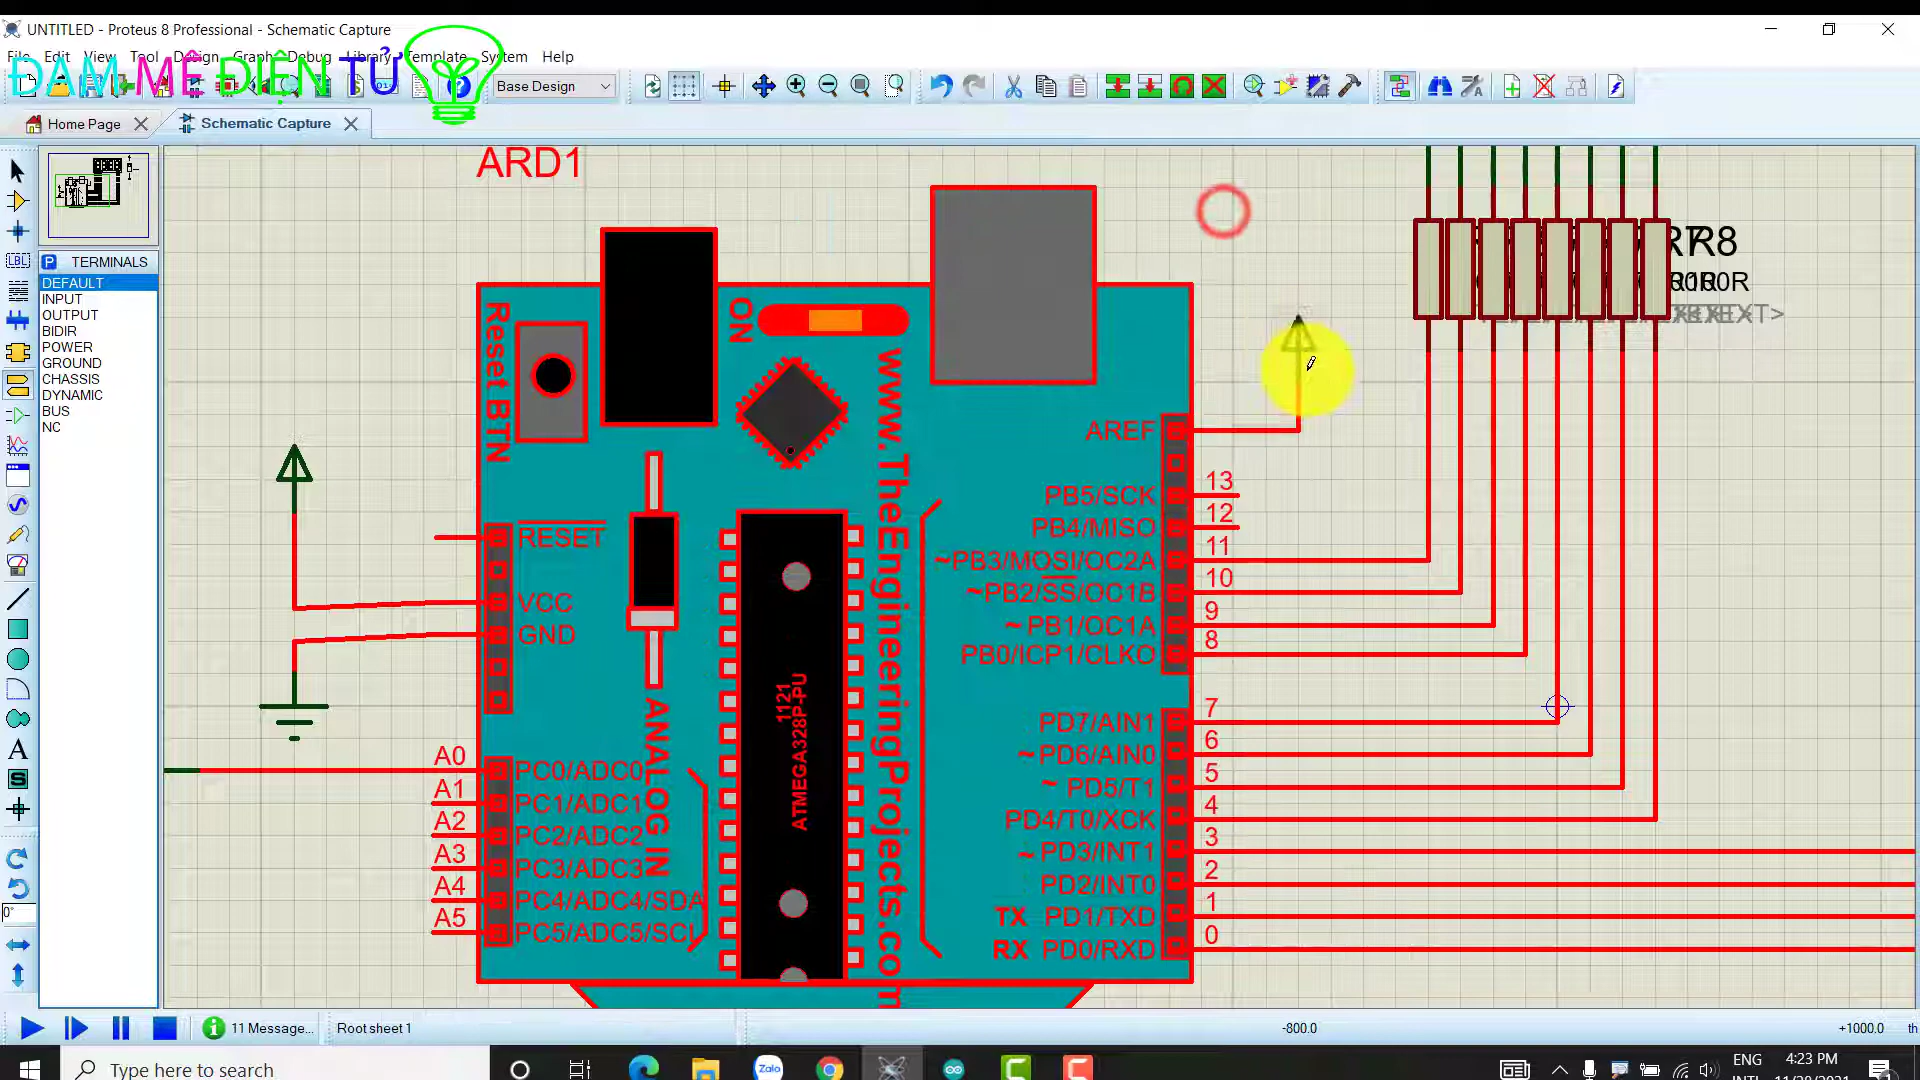 UNTITLED - Proteus 8 Professional - Schematic Capture
File Edit View Tool Design Graph Debug Library Template System Help
ĐAM MÊ ĐIỆN TỬ
Base Design
Home Page
Schematic Capture
LBL
P TERMINALS
DEFAULT
INPUT
OUTPUT
BIDIR
POWER
GROUND
CHASSIS
DYNAMIC
BUS
NC
A
S
0°
ARD1
Reset BTN
ON
www.TheEngineeringProjects.com
ANALOG IN
1121
ATMEGA328P-PU
RESET
VCC
GND
A0 PC0/ADC0
A1 PC1/ADC1
A2 PC2/ADC2
A3 PC3/ADC3
A4 PC4/ADC4/SDA
A5 PC5/ADC5/SCL
AREF
PB5/SCK 13
PB4/MISO 12
~PB3/MOSI/OC2A 11
~PB2/SS/OC1B 10
~PB1/OC1A 9
PB0/ICP1/CLKO 8
PD7/AIN1 7
~PD6/AIN0 6
~PD5/T1 5
PD4/T0/XCK 4
~PD3/INT1 3
PD2/INT0 2
TX PD1/TXD 1
RX PD0/RXD 0
R8
11 Message...
Root sheet 1
-800.0
+1000.0
th
Type here to search
Zalo
ENG
4:23 PM